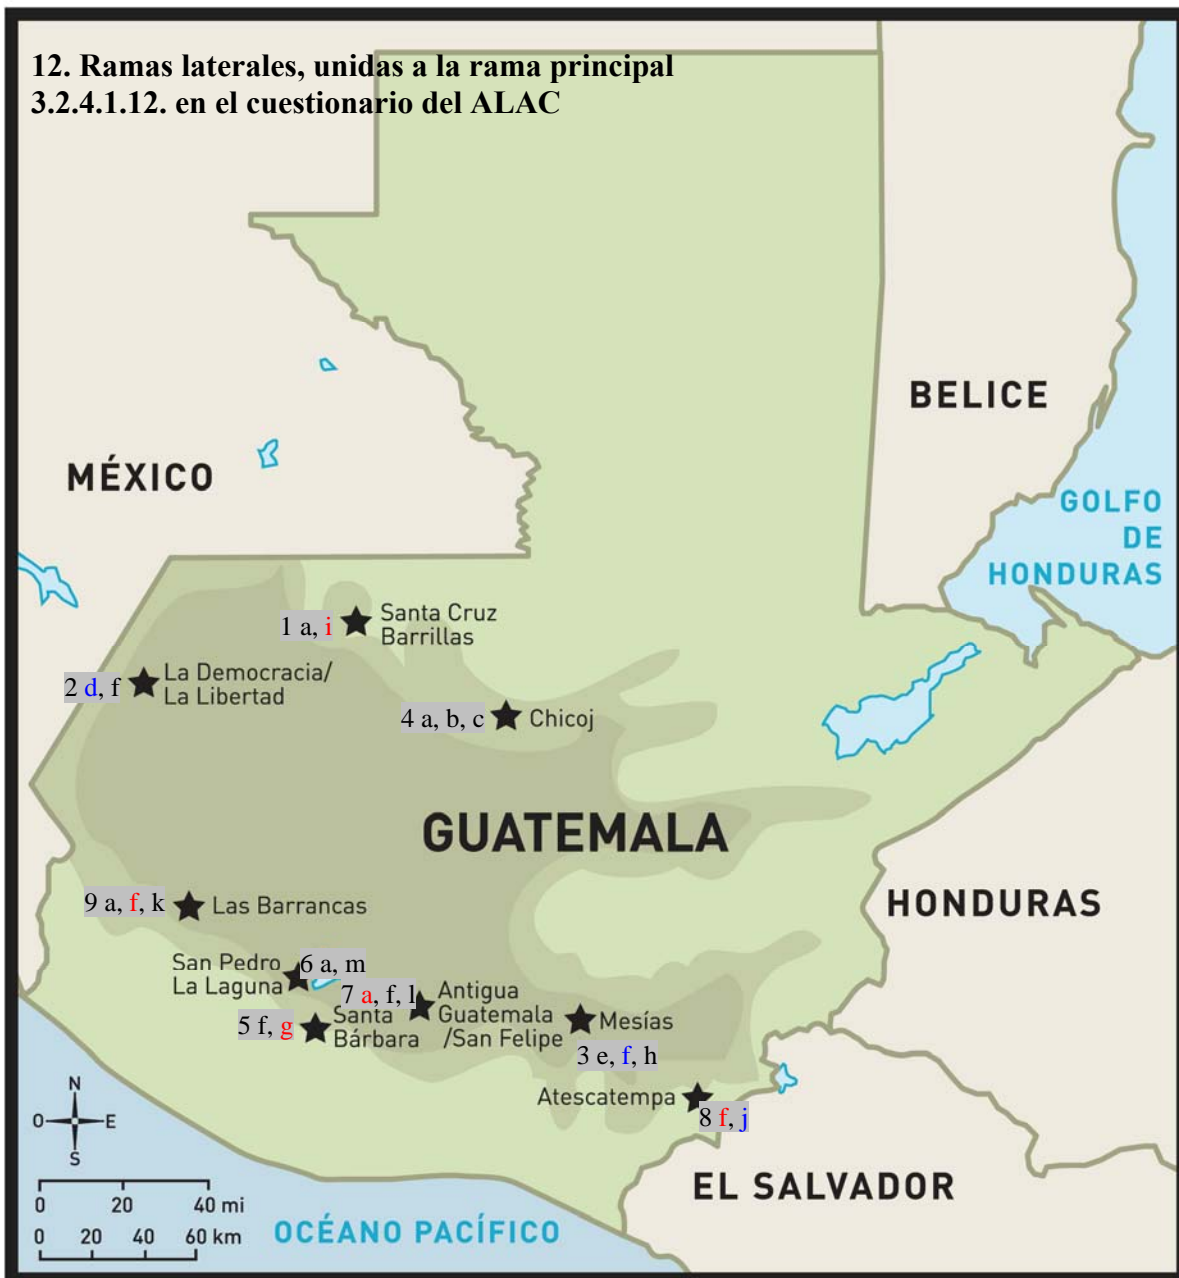 12. Ramas laterales, unidas a la rama principal
3.2.4.1.12. en el cuestionario del ALAC
BELICE
MÉXICO
GOLFO
DE
HONDURAS
1 a, i
Santa Cruz
Barrillas
2 d, f
La Democracia/
La Libertad
4 a, b, c
Chicoj
GUATEMALA
HONDURAS
9 a, f, k
Las Barrancas
San Pedro
La Laguna
6 a, m
7 a, f, l
Antigua
Guatemala
/San Felipe
5 f, g
Santa
Bárbara
Mesías
3 e, f, h
Atescatempa
8 f, j
N
O
E
S
EL SALVADOR
0 20 40 mi
0 20 40 60 km
OCÉANO PACÍFICO